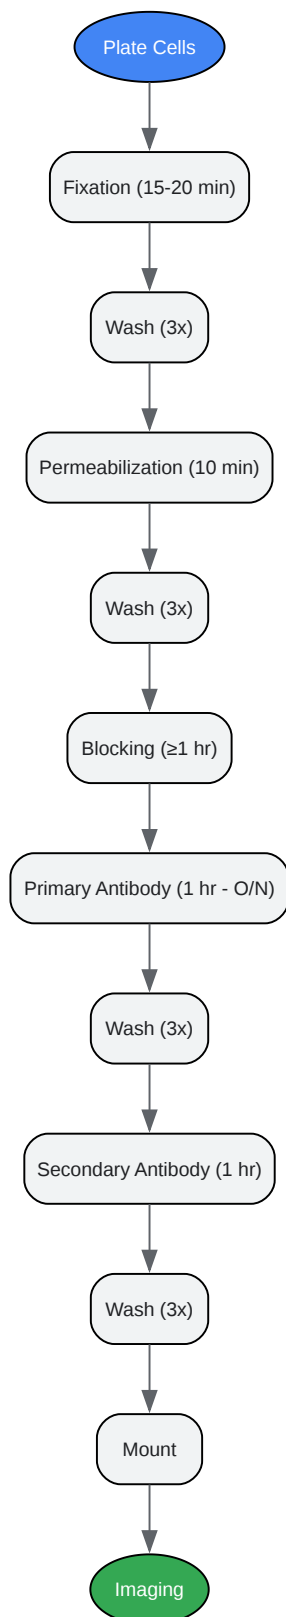 Plate Cells
Fixation (15-20 min)
Wash (3x)
Permeabilization (10 min)
Wash (3x)
Blocking (≥1 hr)
Primary Antibody (1 hr - O/N)
Wash (3x)
Secondary Antibody (1 hr)
Wash (3x)
Mount
Imaging